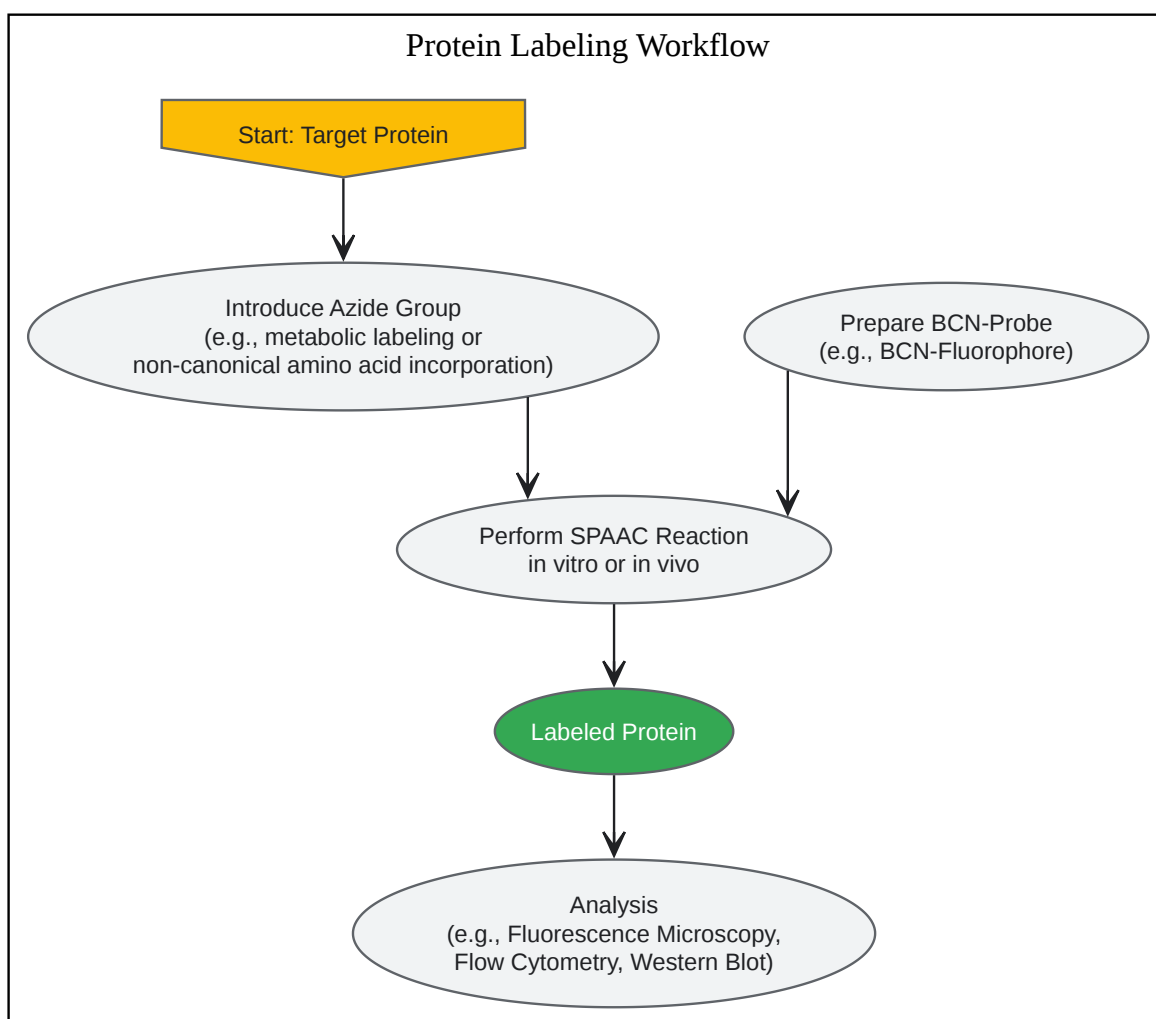 Protein Labeling Workflow
Start: Target Protein
Introduce Azide Group
(e.g., metabolic labeling or
non-canonical amino acid incorporation)
Prepare BCN-Probe
(e.g., BCN-Fluorophore)
Perform SPAAC Reaction
in vitro or in vivo
Labeled Protein
Analysis
(e.g., Fluorescence Microscopy,
Flow Cytometry, Western Blot)